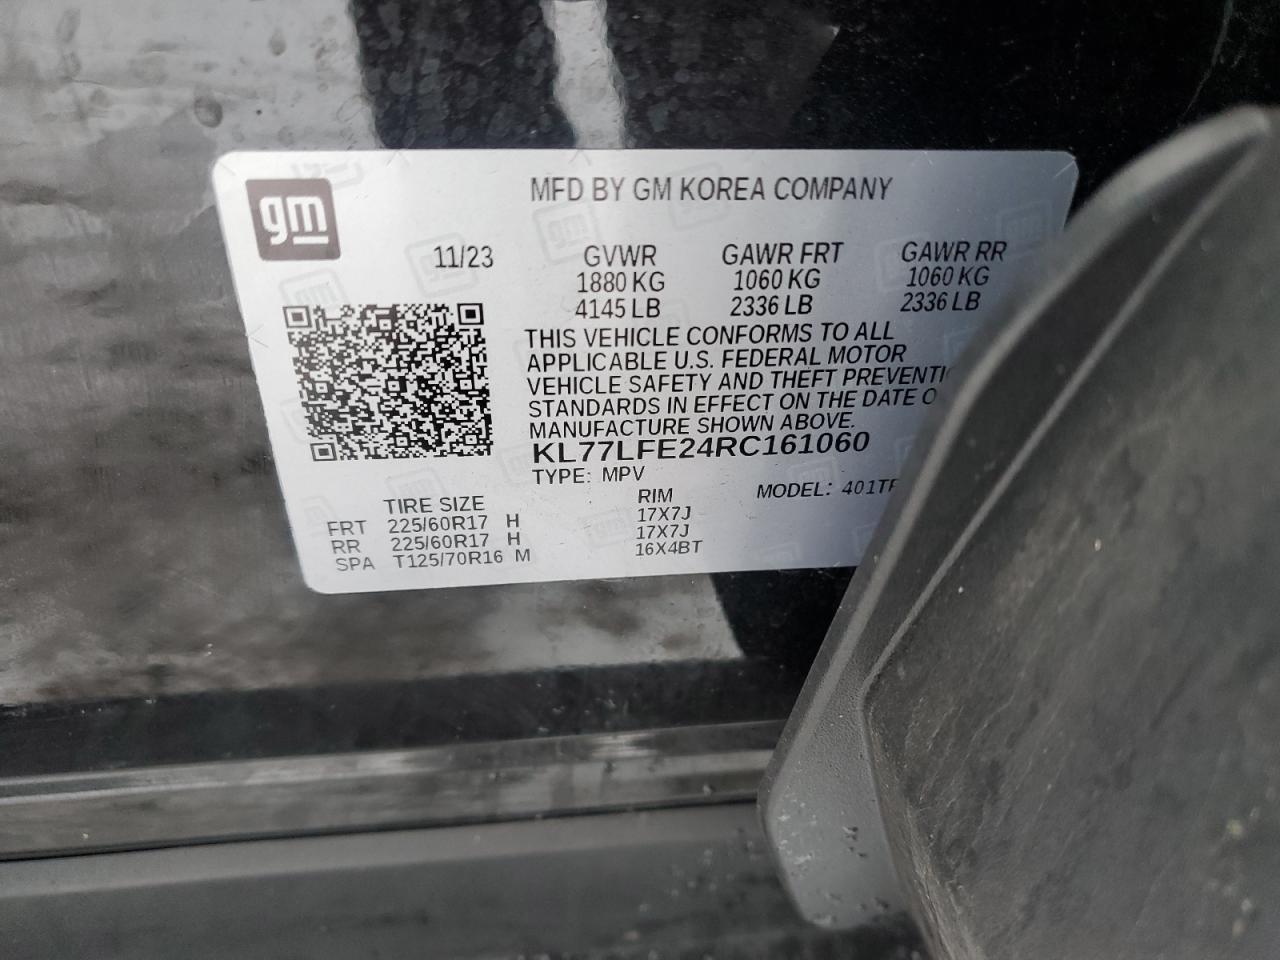 gm
MFD BY GM KOREA COMPANY
11/23 GVWR GAWR FRT GAWR RR
1880 KG 1060 KG 1060 KG
4145 LB 2336 LB 2336 LB
THIS VEHICLE CONFORMS TO ALL
APPLICABLE U.S. FEDERAL MOTOR
VEHICLE SAFETY AND THEFT PREVENTI
STANDARDS IN EFFECT ON THE DATE O
MANUFACTURE SHOWN ABOVE.
KL77LFE24RC161060
TYPE: MPV
MODEL: 401TF
TIRE SIZE RIM
FRT 225/60R17 H 17X7J
RR 225/60R17 H 17X7J
SPA T125/70R16 M 16X4BT